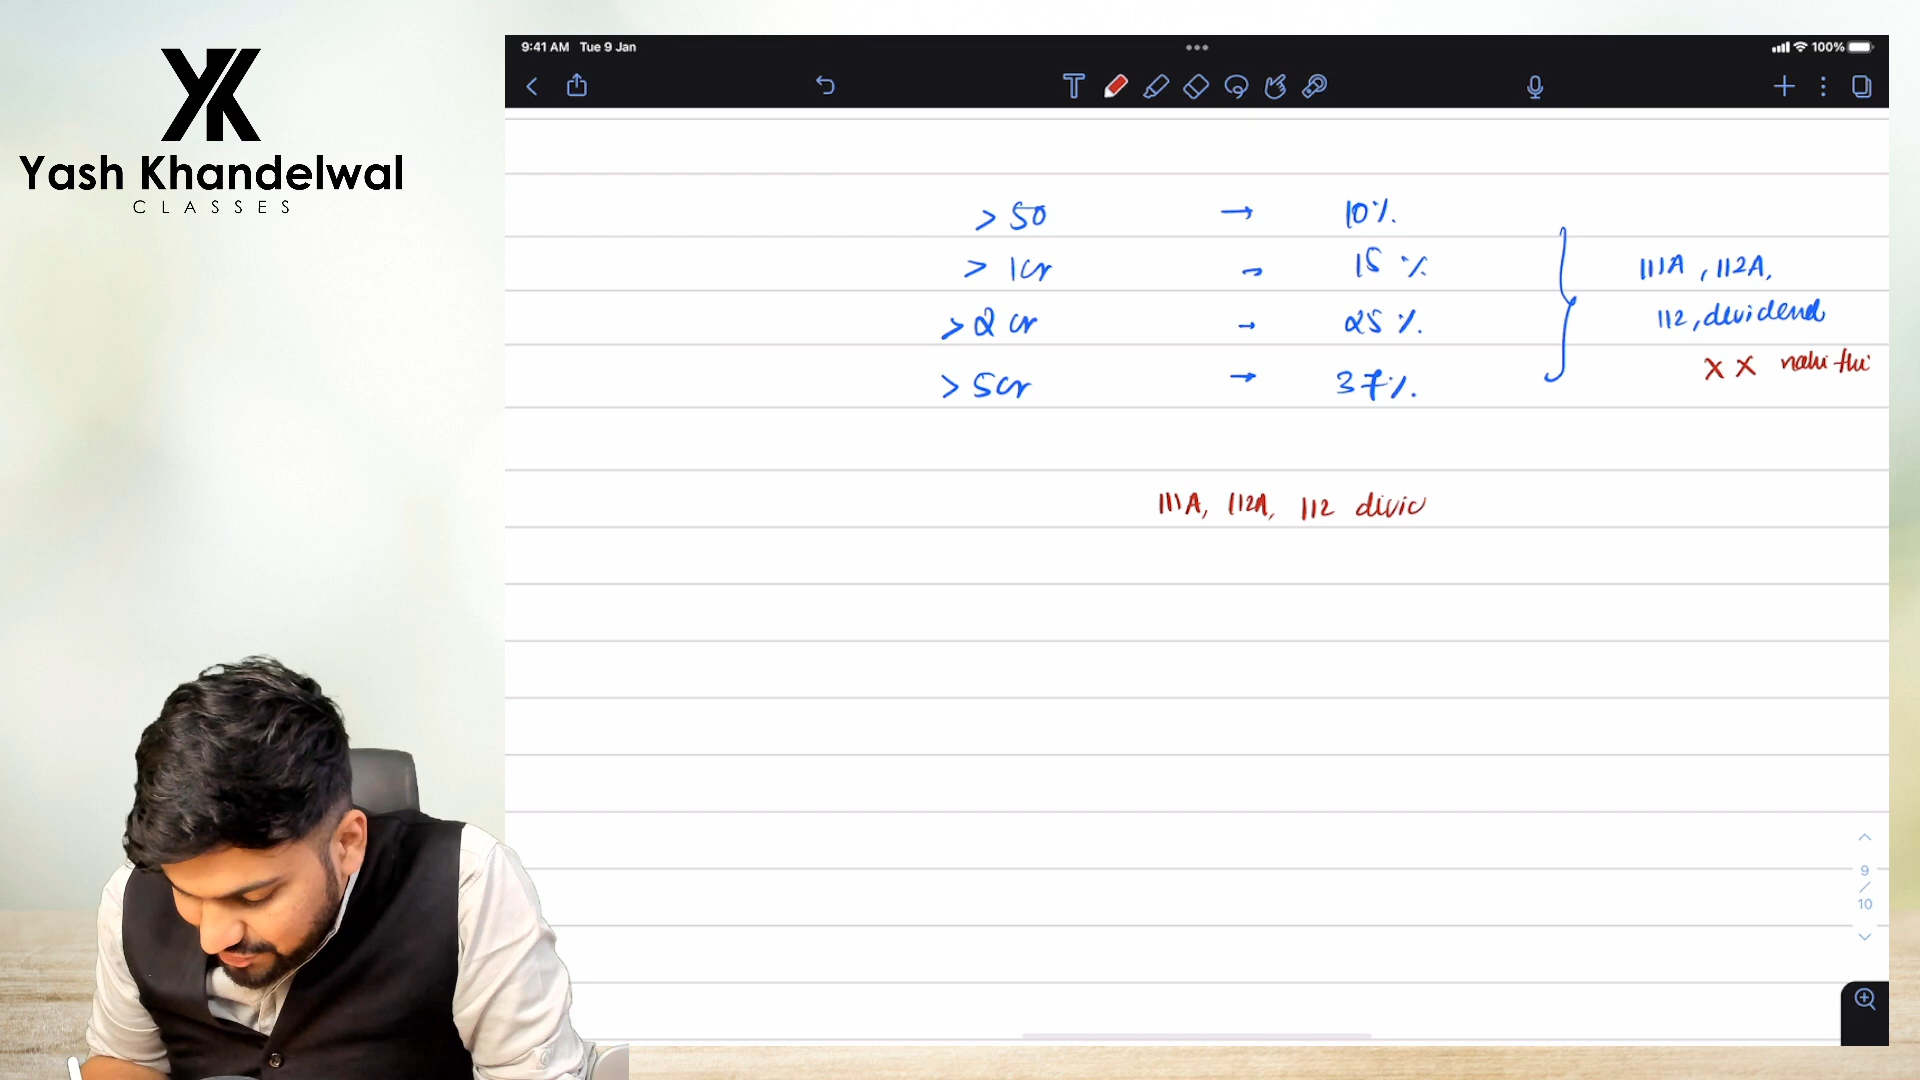 YK
Yash Khandelwal
CLASSES
9:41 AM Tue 9 Jan
100%
> 50 → 10%.
> 1cr → 15%
> 2 cr → 25%.
> 5cr → 37%.
111A, 112A,
112, dividend
X X nahi thi
111A, 112A, 112 divic
9
/
10